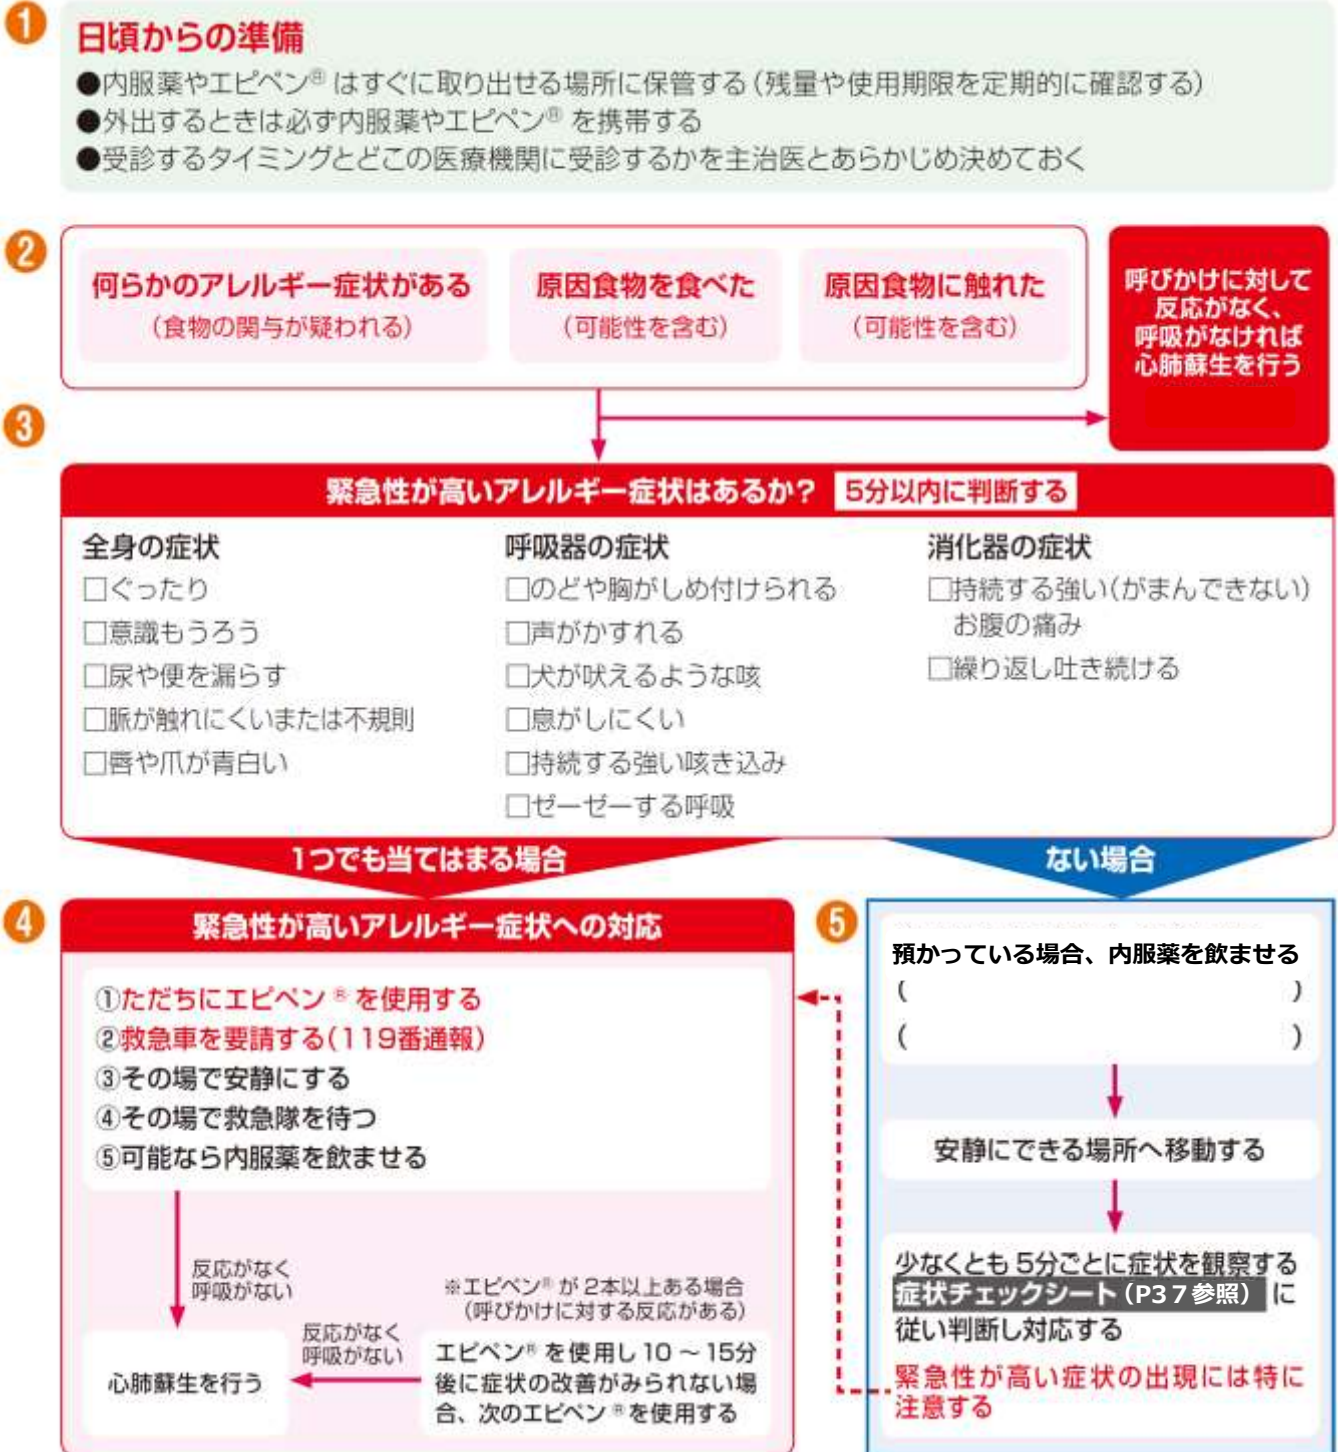 1
日頃からの準備
●内服薬やエピペン®はすぐに取り出せる場所に保管する(残量や使用期限を定期的に確認する)
●外出するときは必ず内服薬やエピペン®を携帯する
●受診するタイミングとどこの医療機関に受診するかを主治医とあらかじめ決めておく
2
何らかのアレルギー症状がある
(食物の関与が疑われる)
原因食物を食べた
(可能性を含む)
原因食物に触れた
(可能性を含む)
呼びかけに対して
反応がなく、
呼吸がなければ
心肺蘇生を行う
3
緊急性が高いアレルギー症状はあるか? 5分以内に判断する
全身の症状
□ぐったり
□意識もうろう
□尿や便を漏らす
□脈が触れにくいまたは不規則
□唇や爪が青白い
呼吸器の症状
□のどや胸がしめ付けられる
□声がかすれる
□犬が吠えるような咳
□息がしにくい
□持続する強い咳き込み
□ゼーゼーする呼吸
消化器の症状
□持続する強い(がまんできない)
お腹の痛み
□繰り返し吐き続ける
1つでも当てはまる場合
ない場合
4
緊急性が高いアレルギー症状への対応
①ただちにエピペン®を使用する
②救急車を要請する(119番通報)
③その場で安静にする
④その場で救急隊を待つ
⑤可能なら内服薬を飲ませる
反応がなく
呼吸がない
※エピペン®が2本以上ある場合
(呼びかけに対する反応がある)
エピペン®を使用し10～15分
後に症状の改善がみられない場
合、次のエピペン®を使用する
反応がなく
呼吸がない
心肺蘇生を行う
5
預かっている場合、内服薬を飲ませる
( )
( )
安静にできる場所へ移動する
少なくとも5分ごとに症状を観察する
症状チェックシート(P37参照)に
従い判断し対応する
緊急性が高い症状の出現には特に
注意する